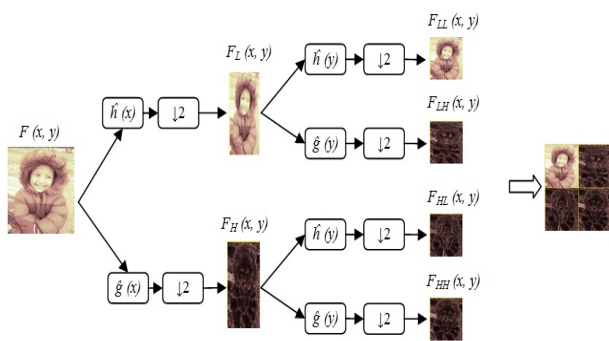 F (x, y)
ĥ (x)
↓2
F_L (x, y)
ĥ (y)
↓2
F_LL (x, y)
ĝ (y)
↓2
F_LH (x, y)
ĝ (x)
↓2
F_H (x, y)
ĥ (y)
↓2
F_HL (x, y)
ĝ (y)
↓2
F_HH (x, y)